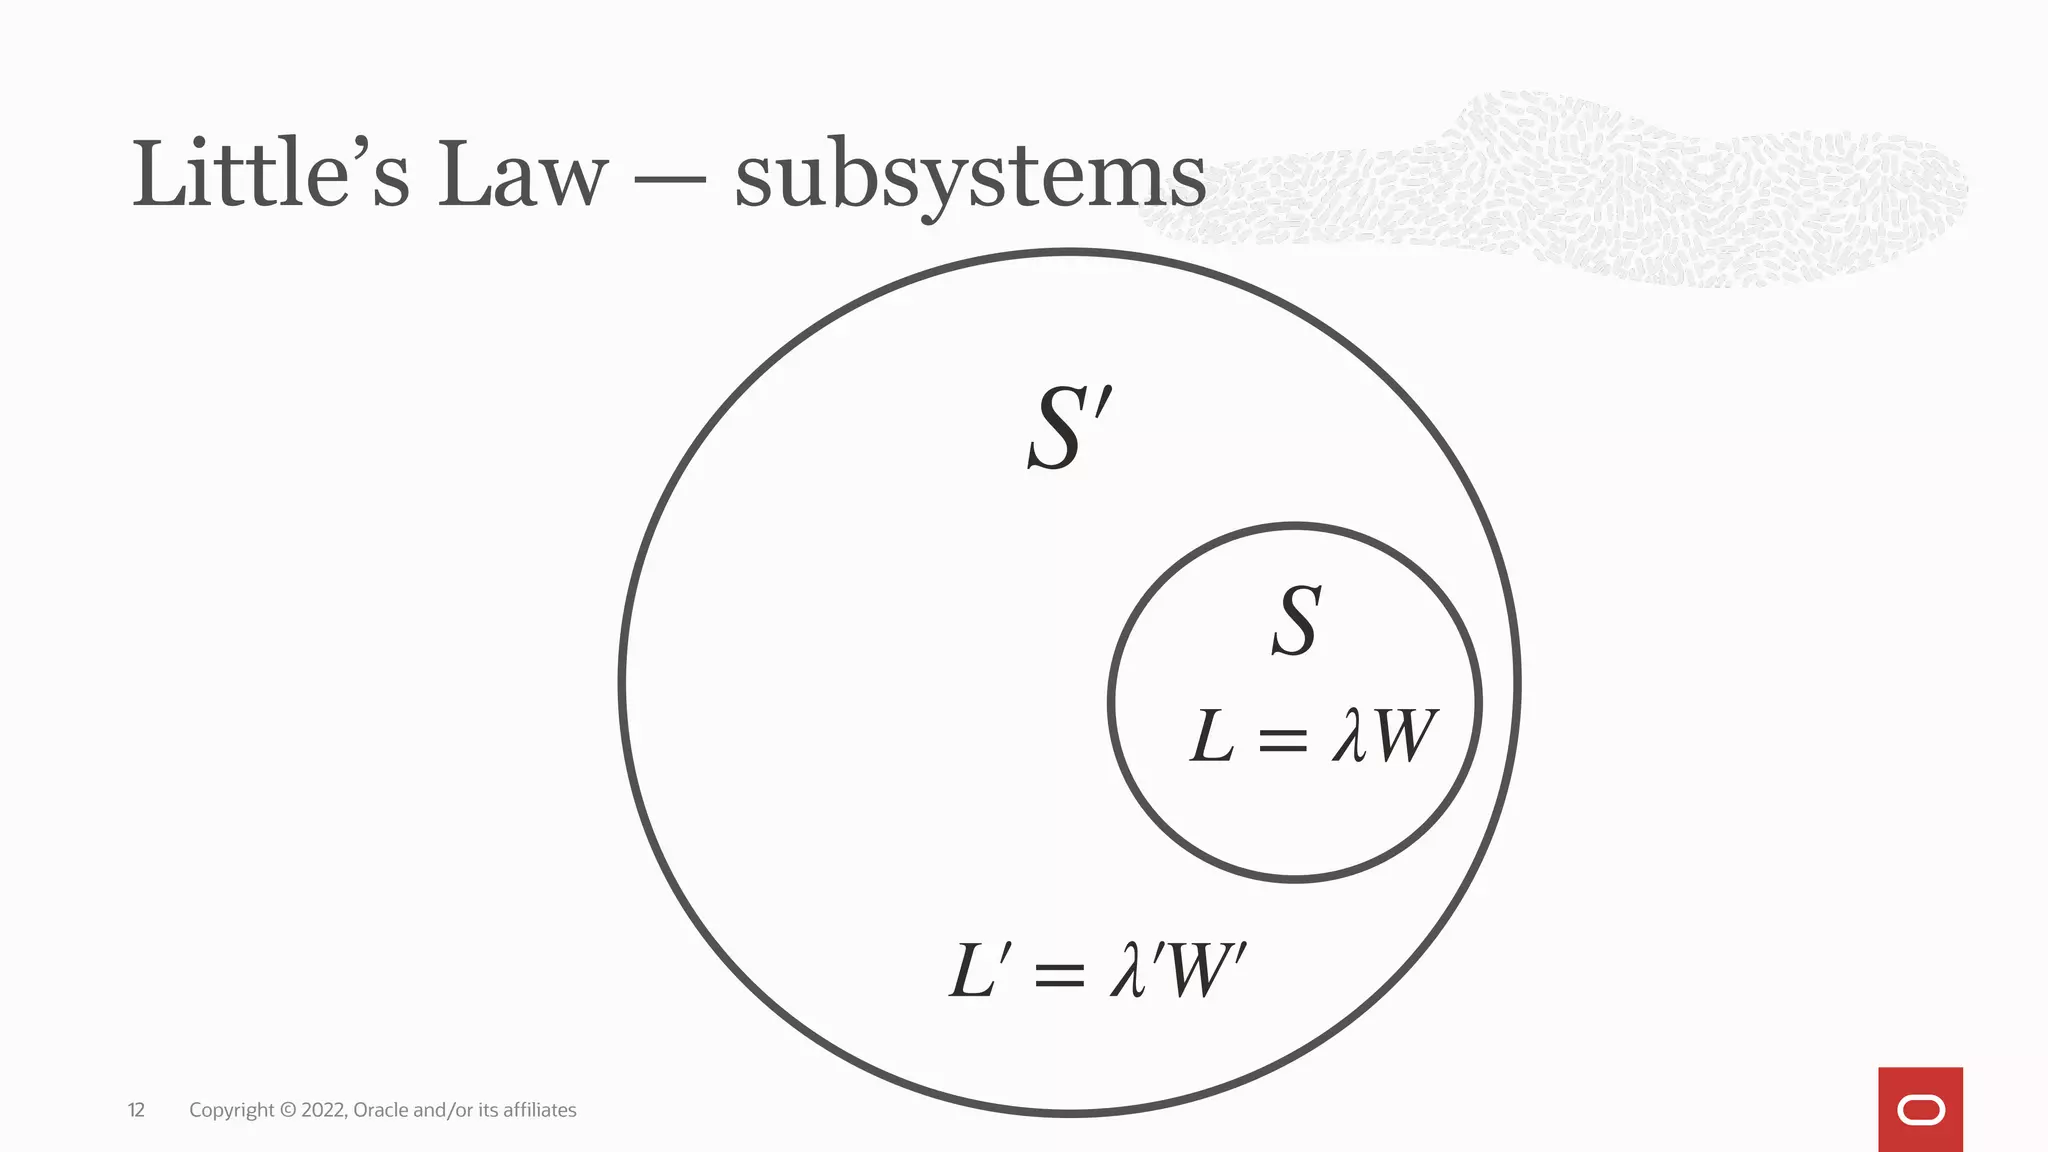 Little’s Law — subsystems
S′
S
L = λW
L′ = λ′W′
12 Copyright © 2022, Oracle and/or its affiliates